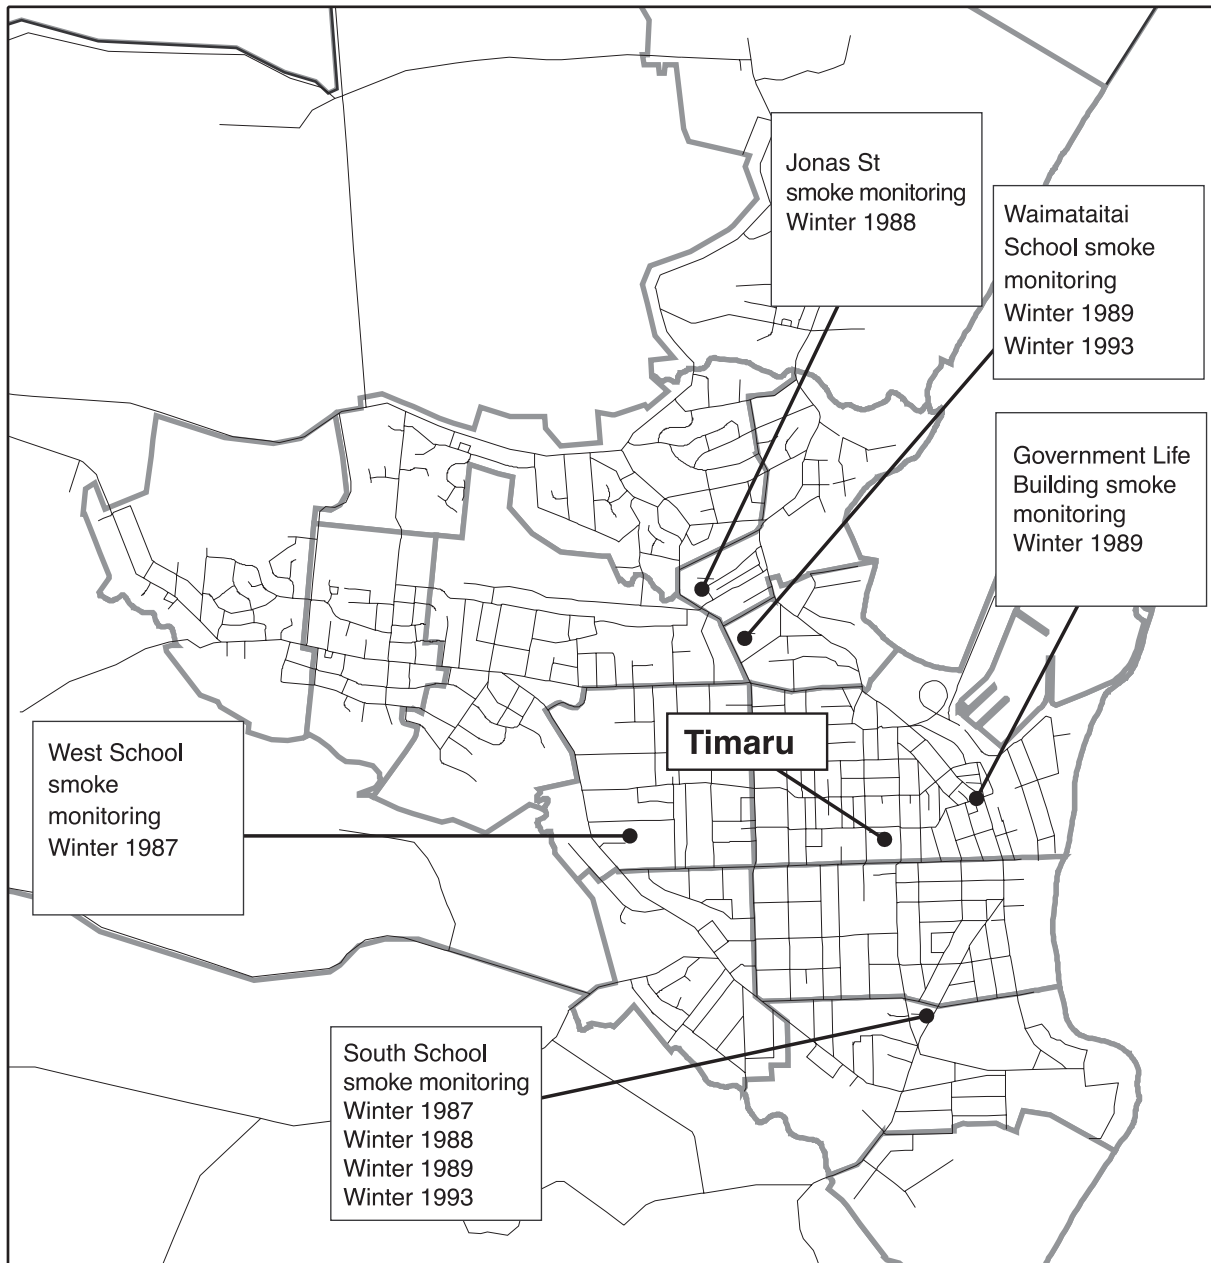 Jonas St
smoke monitoring
Winter 1988
Waimataitai
School smoke
monitoring
Winter 1989
Winter 1993
Government Life
Building smoke
monitoring
Winter 1989
Timaru
West School
smoke
monitoring
Winter 1987
South School
smoke monitoring
Winter 1987
Winter 1988
Winter 1989
Winter 1993